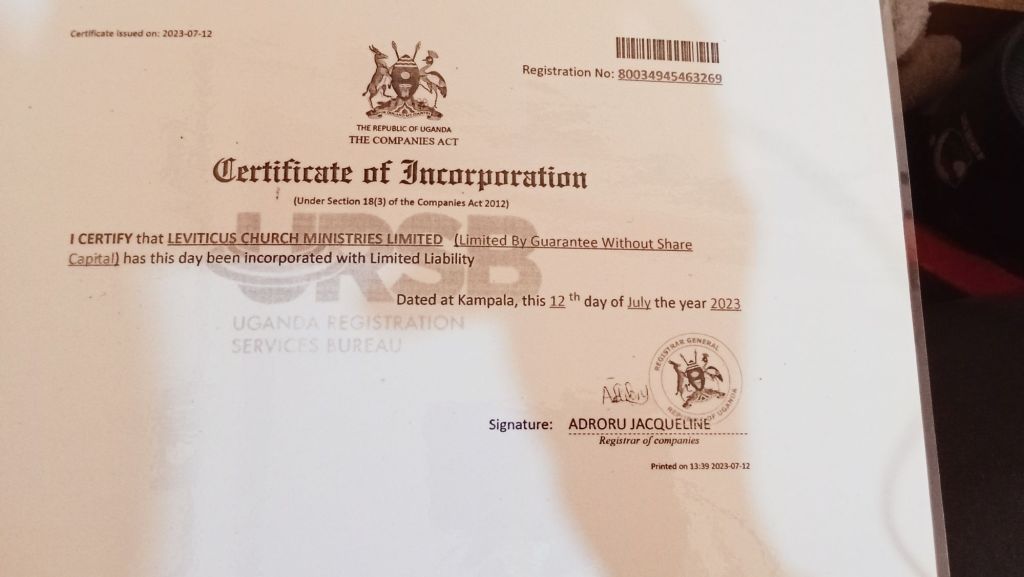 Certificate issued on: 2023-07-12
Registration No: 80034945463269
THE REPUBLIC OF UGANDA
THE COMPANIES ACT
Certificate of Incorporation
(Under Section 18(3) of the Companies Act 2012)
URSB
I CERTIFY that LEVITICUS CHURCH MINISTRIES LIMITED (Limited By Guarantee Without Share
Capital) has this day been incorporated with Limited Liability
Dated at Kampala, this 12 th day of July the year 2023
UGANDA REGISTRATION
SERVICES BUREAU
REGISTRAR GENERAL
REPUBLIC OF UGANDA
Signature: ADRORU JACQUELINE
Registrar of companies
Printed on 13:39 2023-07-12